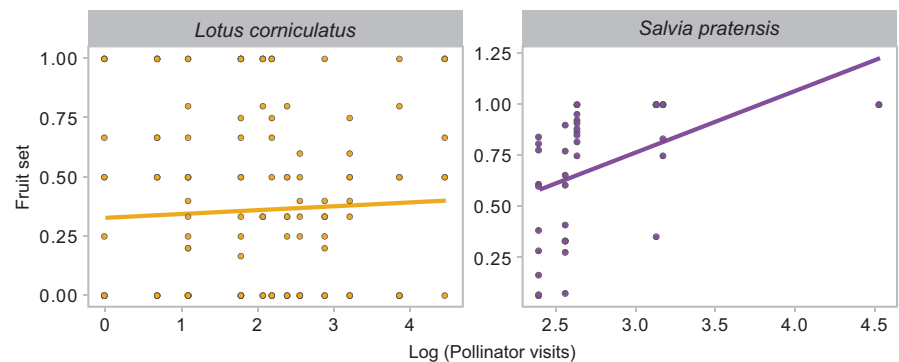 Lotus corniculatus
Salvia pratensis
Fruit set
1.00
0.75
0.50
0.25
0.00
0 1 2 3 4
1.25
1.00
0.75
0.50
0.25
2.5 3.0 3.5 4.0 4.5
Log (Pollinator visits)